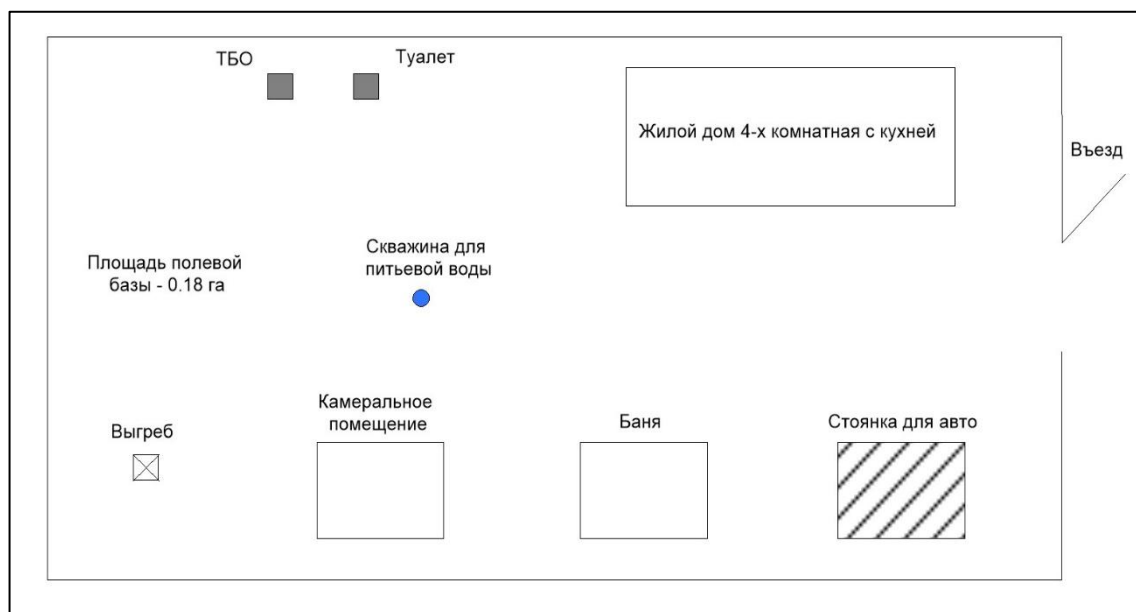 ТБО
Туалет
Жилой дом 4-х комнатная с кухней
Въезд
Скважина для
питьевой воды
Площадь полевой
базы - 0.18 га
Камеральное
помещение
Баня
Стоянка для авто
Выгреб